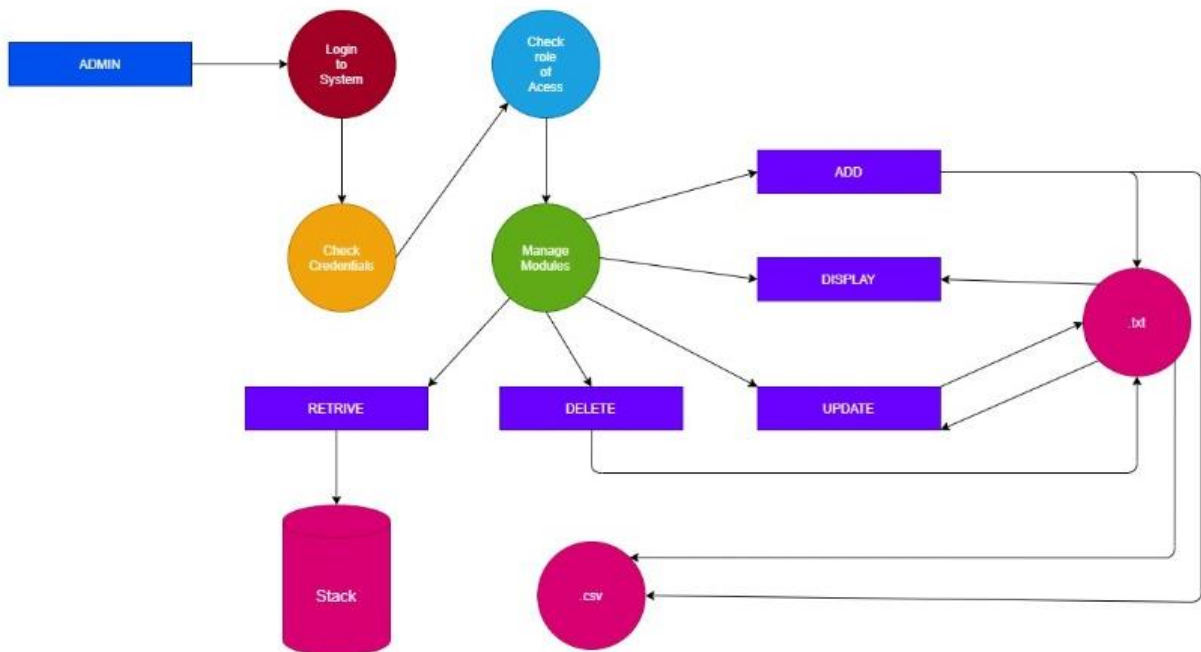 ADMIN
Login
to
System
Check
role
of
Acess
ADD
Check
Credentials
Manage
Modules
DISPLAY
.txt
RETRIVE
DELETE
UPDATE
Stack
.csv